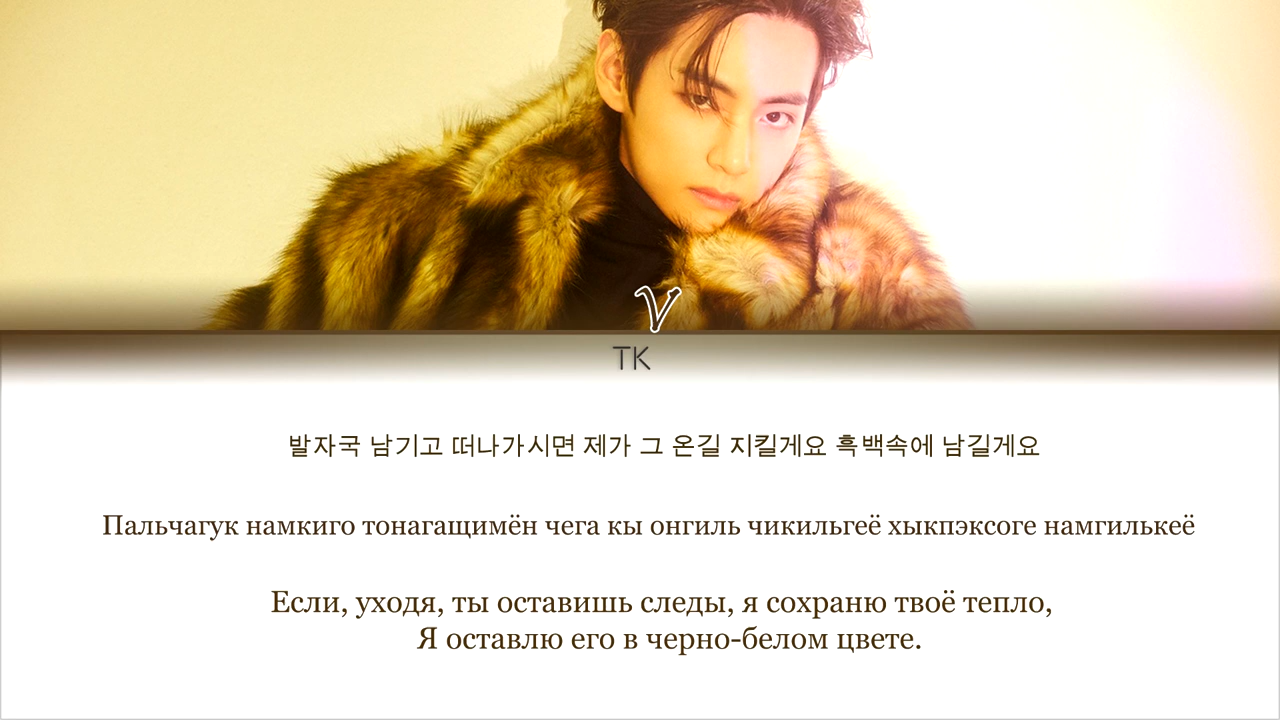 V
TK
발자국 남기고 떠나가시면 제가 그 온길 지킬게요 흑백속에 남길게요
Пальчагук намкиго тонагащимён чега кы онгиль чикильгеё хыкпэксоге намгилькеё
Если, уходя, ты оставишь следы, я сохраню твоё тепло,
Я оставлю его в черно-белом цвете.